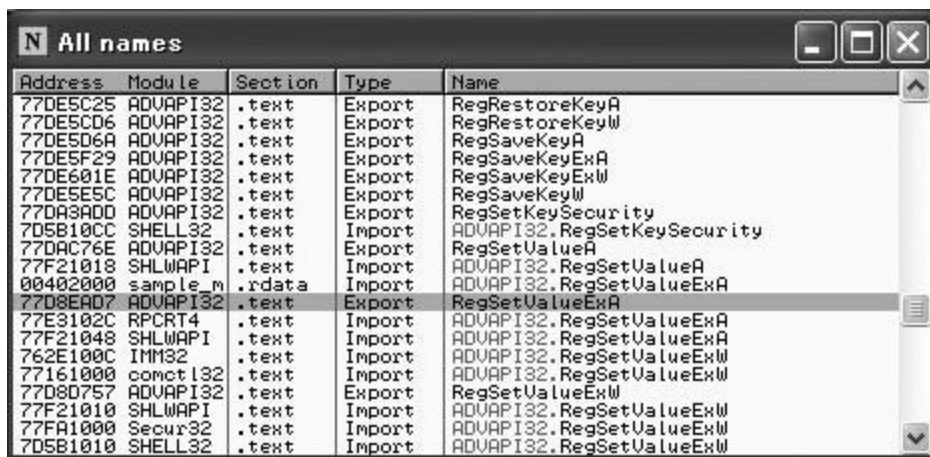 N All names
Address Module Section Type Name
77DE5C25 ADVAPI32 .text Export RegRestoreKeyA
77DE5CD6 ADVAPI32 .text Export RegRestoreKeyW
77DE5D6A ADVAPI32 .text Export RegSaveKeyA
77DE5F29 ADVAPI32 .text Export RegSaveKeyExA
77DE601E ADVAPI32 .text Export RegSaveKeyExW
77DE5E5C ADVAPI32 .text Export RegSaveKeyW
77DA3ADD ADVAPI32 .text Export RegSetKeySecurity
7D5B10CC SHELL32 .text Import ADVAPI32.RegSetKeySecurity
77DAC76E ADVAPI32 .text Export RegSetValueA
77F21018 SHLWAPI .text Import ADVAPI32.RegSetValueA
00402000 sample_m .rdata Import ADVAPI32.RegSetValueExA
77D8EAD7 ADVAPI32 .text Export RegSetValueExA
77E3102C RPCRT4 .text Import ADVAPI32.RegSetValueExA
77F21048 SHLWAPI .text Import ADVAPI32.RegSetValueExA
762E100C IMM32 .text Import ADVAPI32.RegSetValueExW
77161000 comctl32 .text Import ADVAPI32.RegSetValueExW
77D8D757 ADVAPI32 .text Export RegSetValueExW
77F21010 SHLWAPI .text Import ADVAPI32.RegSetValueExW
77FA1000 Secur32 .text Import ADVAPI32.RegSetValueExW
7D5B1010 SHELL32 .text Import ADVAPI32.RegSetValueExW